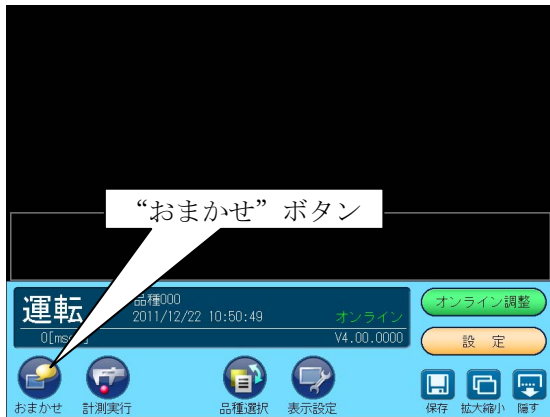 “おまかせ”ボタン
運転
品種000
2011/12/22 10:50:49
オンライン
V4.00.0000
オンライン調整
設 定
おまかせ
計測実行
品種選択
表示設定
保存
拡大縮小
隠す